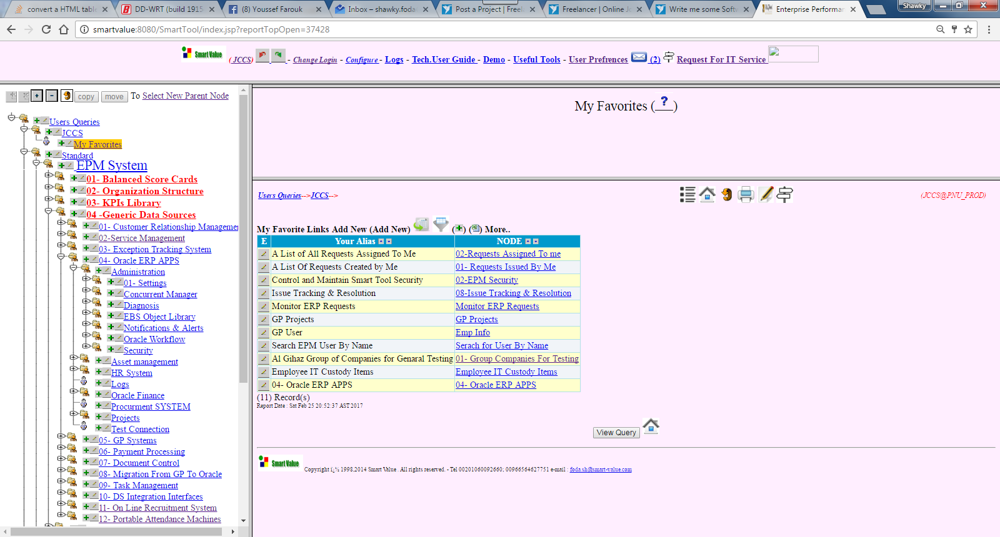 convert a HTML table
DD-WRT (build 1915
(8) Youssef Farouk
Inbox – shawky.foda
Post a Project | Freel
Freelancer | Online Jo
Write me some Softw
Enterprise Performan
Shawky
smartvalue:8080/SmartTool/index.jsp?reportTopOpen=37428
Smart Value (JCCS) - Change Login - Configure - Logs - Tech.User Guide - Demo - Useful Tools - User Prefrences (2) Request For IT Service
copy move To Select New Parent Node
Users Queries
JCCS
My Favorites
Standard
EPM System
01- Balanced Score Cards
02- Organization Structure
03- KPIs Library
04 -Generic Data Sources
01- Customer Relationship Managemen
02-Service Management
03- Exception Tracking System
04- Oracle ERP APPS
Administration
01- Settings
Concurrent Manager
Diagnosis
EBS Object Library
Notifications & Alerts
Oracle Workflow
Security
Asset management
HR System
Logs
Oracle Finance
Procurment SYSTEM
Projects
Test Connection
05- GP Systems
06- Payment Processing
07- Document Control
08- Migration From GP To Oracle
09- Task Management
10- DS Integration Interfaces
11- On Line Recruitment System
12- Portable Attendance Machines
My Favorites (?)
Users Queries-->JCCS-->
(JCCS@PNU_PROD)
My Favorite Links Add New (Add New) (+) () More..
E Your Alias NODE
A List of All Requests Assigned To Me 02-Requests Assigned To me
A List Of Requests Created by Me 01- Requests Issued By Me
Control and Maintain Smart Tool Security 02-EPM Security
Issue Tracking & Resolution 08-Issue Tracking & Resolution
Monitor ERP Requests Monitor ERP Requests
GP Projects GP Projects
GP User Emp Info
Search EPM User By Name Serach for User By Name
Al Gihaz Group of Companies for Genaral Testing 01- Group Companies For Testing
Employee IT Custody Items Employee IT Custody Items
04- Oracle ERP APPS 04- Oracle ERP APPS
(11) Record(s)
Report Date : Sat Feb 25 20:52:37 AST 2017
View Query
Smart Value Copyright ï¿½ 1998.2014 Smart Value . All rights reserved. - Tel 00201060092660; 00966564627751 e-mail : foda.sh@smart-value.com